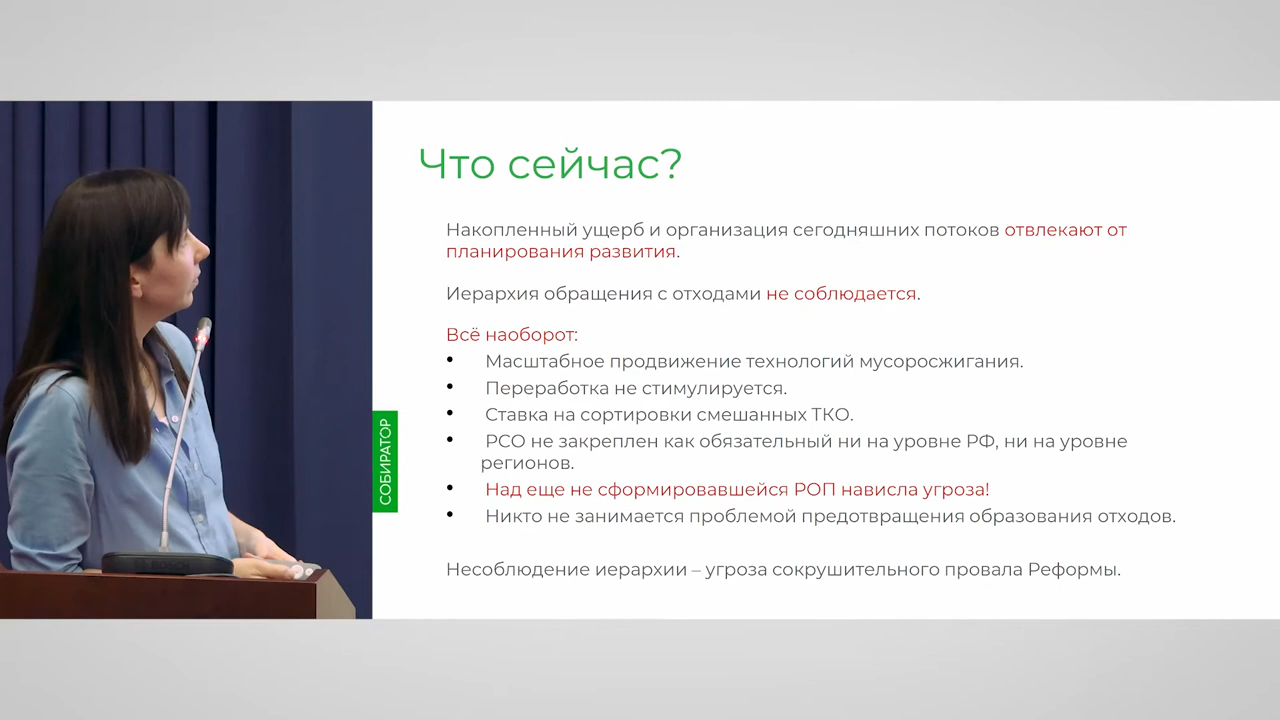 Что сейчас?
Накопленный ущерб и организация сегодняшних потоков отвлекают от
планирования развития.
Иерархия обращения с отходами не соблюдается.
Всё наоборот:
• Масштабное продвижение технологий мусоросжигания.
• Переработка не стимулируется.
• Ставка на сортировки смешанных ТКО.
• РСО не закреплен как обязательный ни на уровне РФ, ни на уровне
регионов.
• Над еще не сформировавшейся РОП нависла угроза!
• Никто не занимается проблемой предотвращения образования отходов.
Несоблюдение иерархии – угроза сокрушительного провала Реформы.
СОБИРАТОР
BOSCH